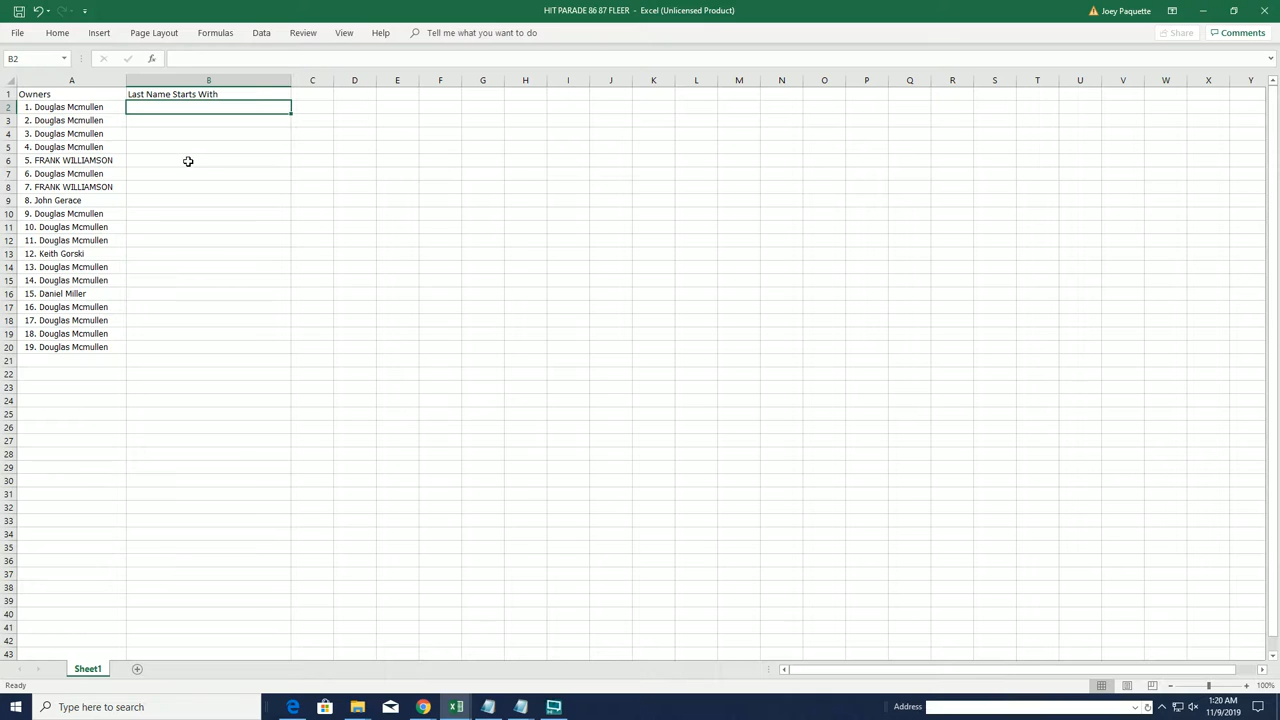 HIT PARADE 86 87 FLEER - Excel (Unlicensed Product)
Joey Paquette
File Home Insert Page Layout Formulas Data Review View Help Tell me what you want to do
Share Comments
B2 fx
A B C D E F G H I J K L M N O P Q R S T U V W X Y
1 Owners Last Name Starts With
2 1. Douglas Mcmullen
3 2. Douglas Mcmullen
4 3. Douglas Mcmullen
5 4. Douglas Mcmullen
6 5. FRANK WILLIAMSON
7 6. Douglas Mcmullen
8 7. FRANK WILLIAMSON
9 8. John Gerace
10 9. Douglas Mcmullen
11 10. Douglas Mcmullen
12 11. Douglas Mcmullen
13 12. Keith Gorski
14 13. Douglas Mcmullen
15 14. Douglas Mcmullen
16 15. Daniel Miller
17 16. Douglas Mcmullen
18 17. Douglas Mcmullen
19 18. Douglas Mcmullen
20 19. Douglas Mcmullen
21
22
23
24
25
26
27
28
29
30
31
32
33
34
35
36
37
38
39
40
41
42
43
Sheet1
Ready 100%
Type here to search Address 1:20 AM
11/9/2019